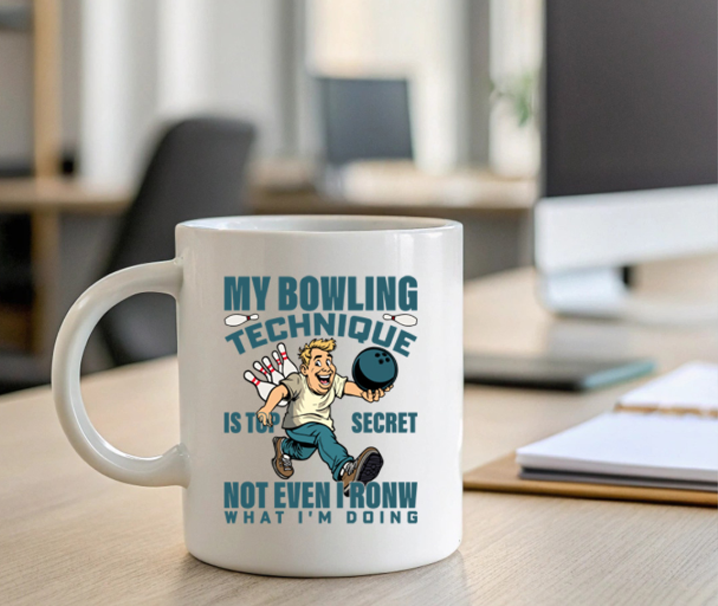 MY BOWLING
TECHNIQUE
IS TOP SECRET
NOT EVEN I RONW
WHAT I'M DOING